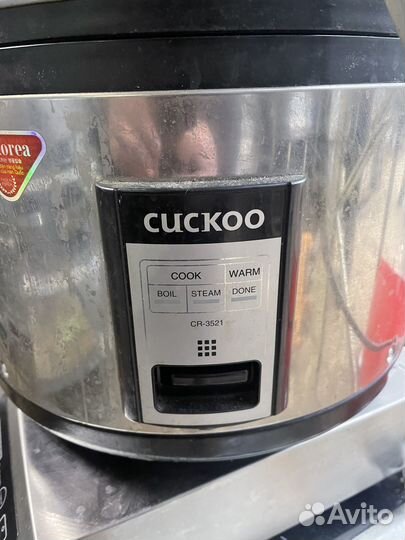 Korea
CUCKOO
COOK WARM
BOIL STEAM DONE
CR-3521
Avito